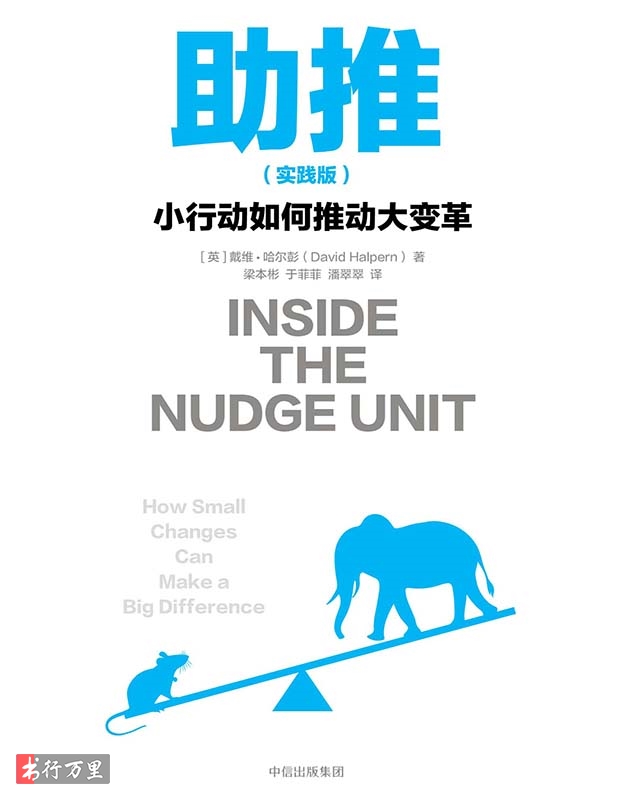 助推
（实践版）
小行动如何推动大变革
［英］戴维·哈尔彭（David Halpern）著
梁本彬 于菲菲 潘翠翠 译
INSIDE
THE
NUDGE UNIT
How Small
Changes
Can
Make a
Big Difference
书行万里
中信出版集团